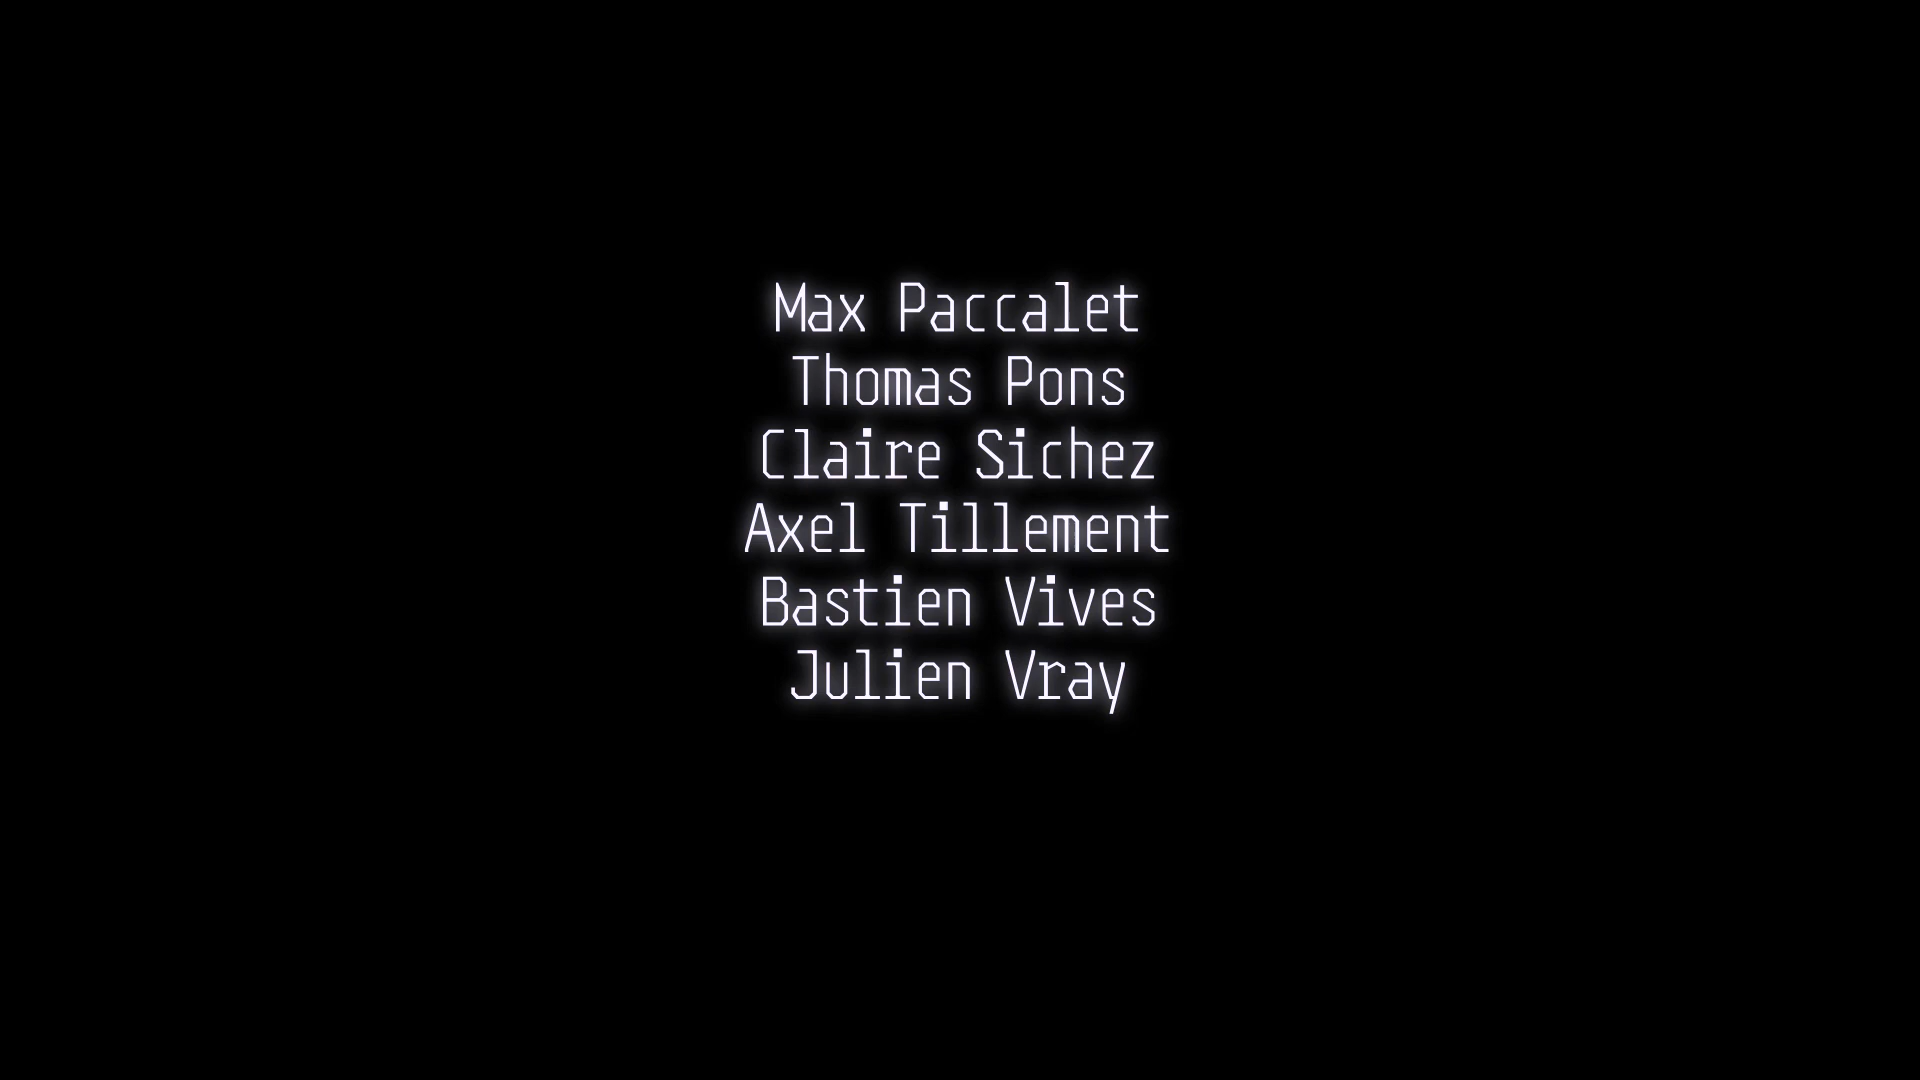 Max Paccalet
Thomas Pons
Claire Sichez
Axel Tillement
Bastien Vives
Julien Vray